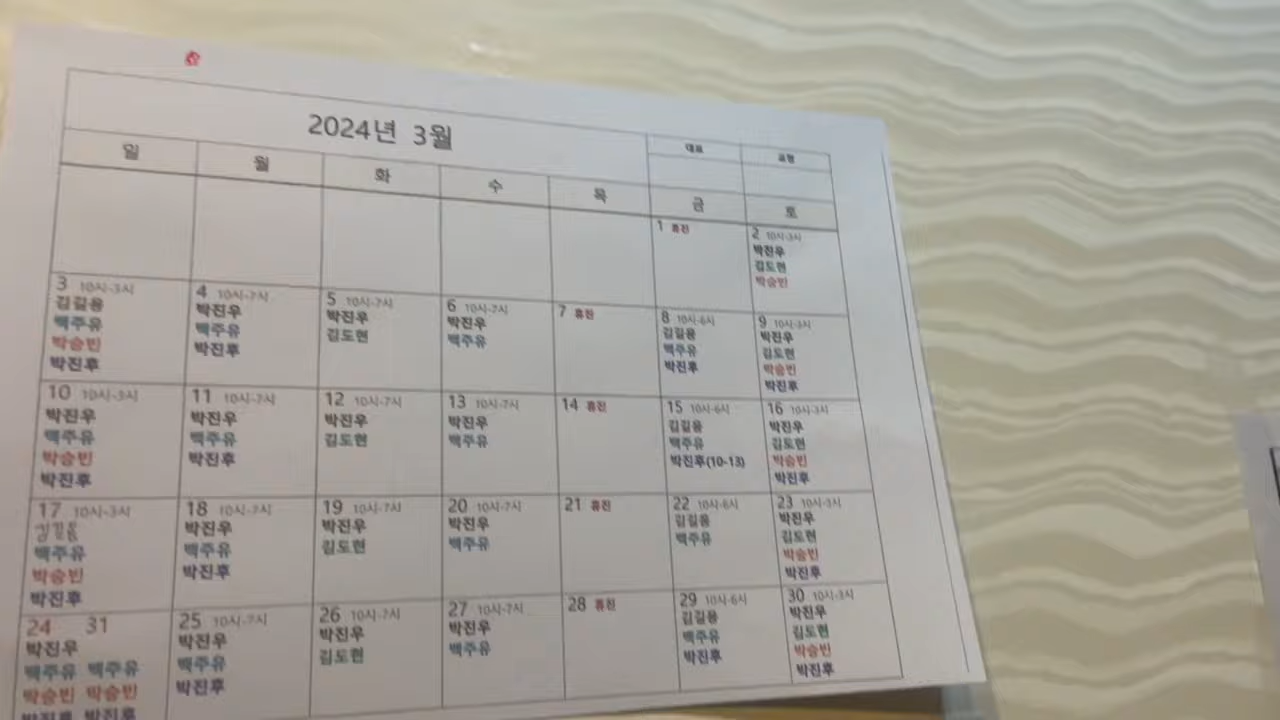 2024년 3월
대표
일 월 화 수 목 금 토
1 휴진
2 10시-3시
박진우
김도현
박승빈
3 10시-3시
김길용
백주유
박승빈
박진후
4 10시-7시
박진우
백주유
박진후
5 10시-7시
박진우
김도현
6 10시-7시
박진우
백주유
7 휴진
8 10시-6시
김길용
백주유
박진후
9 10시-3시
박진우
김도현
박승빈
박진후
10 10시-3시
박진우
백주유
박승빈
박진후
11 10시-7시
박진우
백주유
박진후
12 10시-7시
박진우
김도현
13 10시-7시
박진우
백주유
14 휴진
15 10시-6시
김길용
백주유
박진후(10-13)
16 10시-3시
박진우
김도현
박승빈
박진후
17 10시-3시
김길용
백주유
박승빈
박진후
18 10시-7시
박진우
백주유
박진후
19 10시-7시
박진우
김도현
20 10시-7시
박진우
백주유
21 휴진
22 10시-6시
김길용
백주유
23 10시-3시
박진우
김도현
박승빈
박진후
24 31
박진우
백주유 백주유
박승빈 박승빈
박진후 박진후
25 10시-7시
박진우
백주유
박진후
26 10시-7시
박진우
김도현
27 10시-7시
박진우
백주유
28 휴진
29 10시-6시
김길용
백주유
박진후
30 10시-3시
박진우
김도현
박승빈
박진후